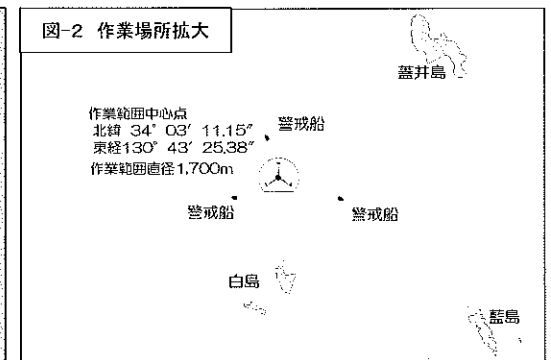 図-2 作業場所拡大
蓋井島
作業範囲中心点
北緯 34° 03′ 11.15″
東経130° 43′ 25.38″
作業範囲直径1,700m
警戒船
警戒船
警戒船
白島
藍島